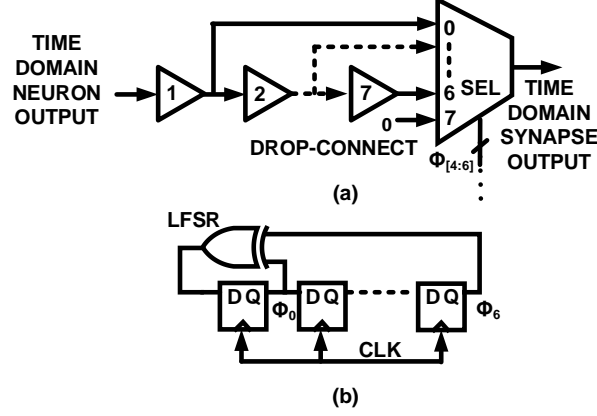 TIME
DOMAIN
NEURON
OUTPUT
1
2
7
0
6
7
SEL
0
DROP-CONNECT
TIME
DOMAIN
SYNAPSE
OUTPUT
Φ[4:6]
(a)
LFSR
D Q
Φ0
D Q
D Q
Φ6
CLK
(b)